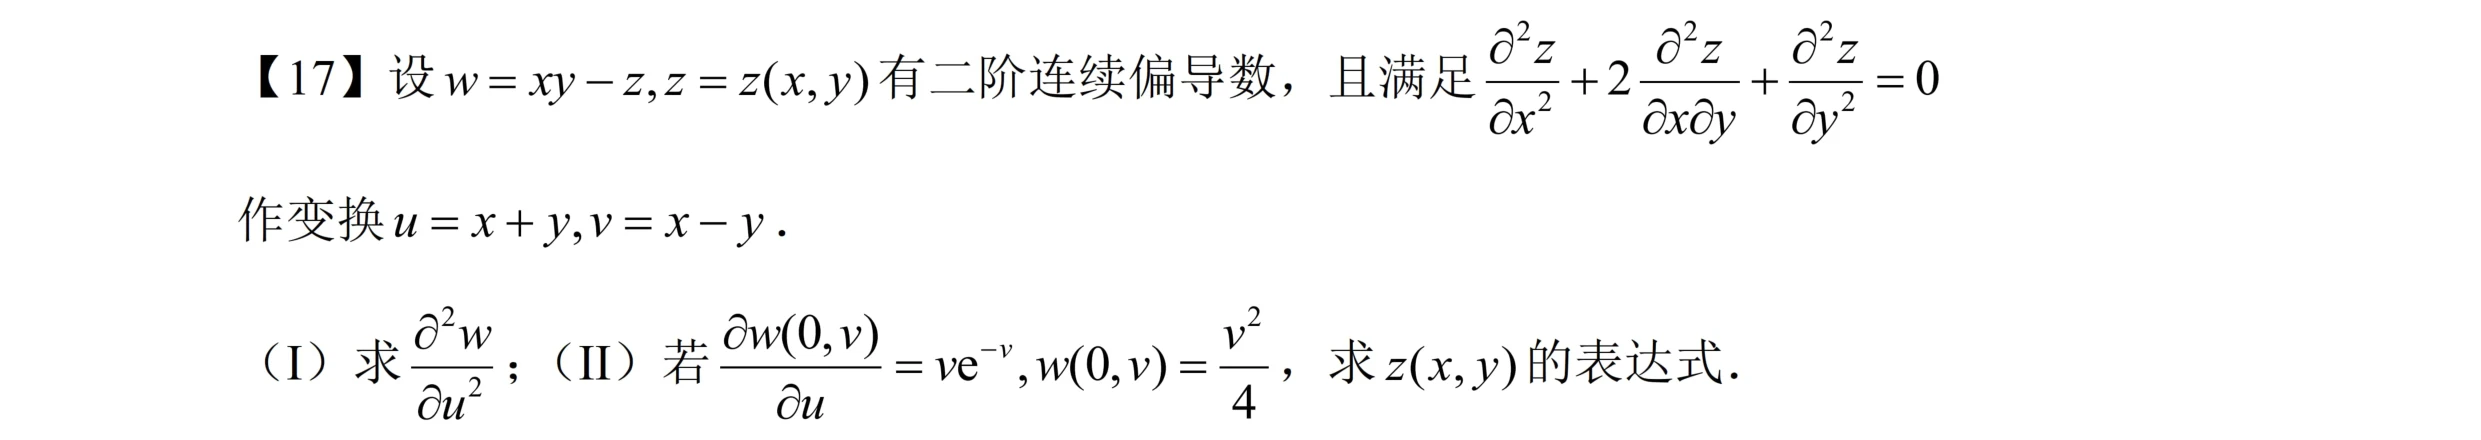 【17】设 $w = xy - z, z = z(x, y)$ 有二阶连续偏导数，且满足 $\frac{\partial^2 z}{\partial x^2} + 2\frac{\partial^2 z}{\partial x \partial y} + \frac{\partial^2 z}{\partial y^2} = 0$
作变换 $u = x + y, v = x - y$．
（I）求 $\frac{\partial^2 w}{\partial u^2}$；（II）若 $\frac{\partial w(0, v)}{\partial u} = v\mathrm{e}^{-v}, w(0, v) = \frac{v^2}{4}$，求 $z(x, y)$ 的表达式．